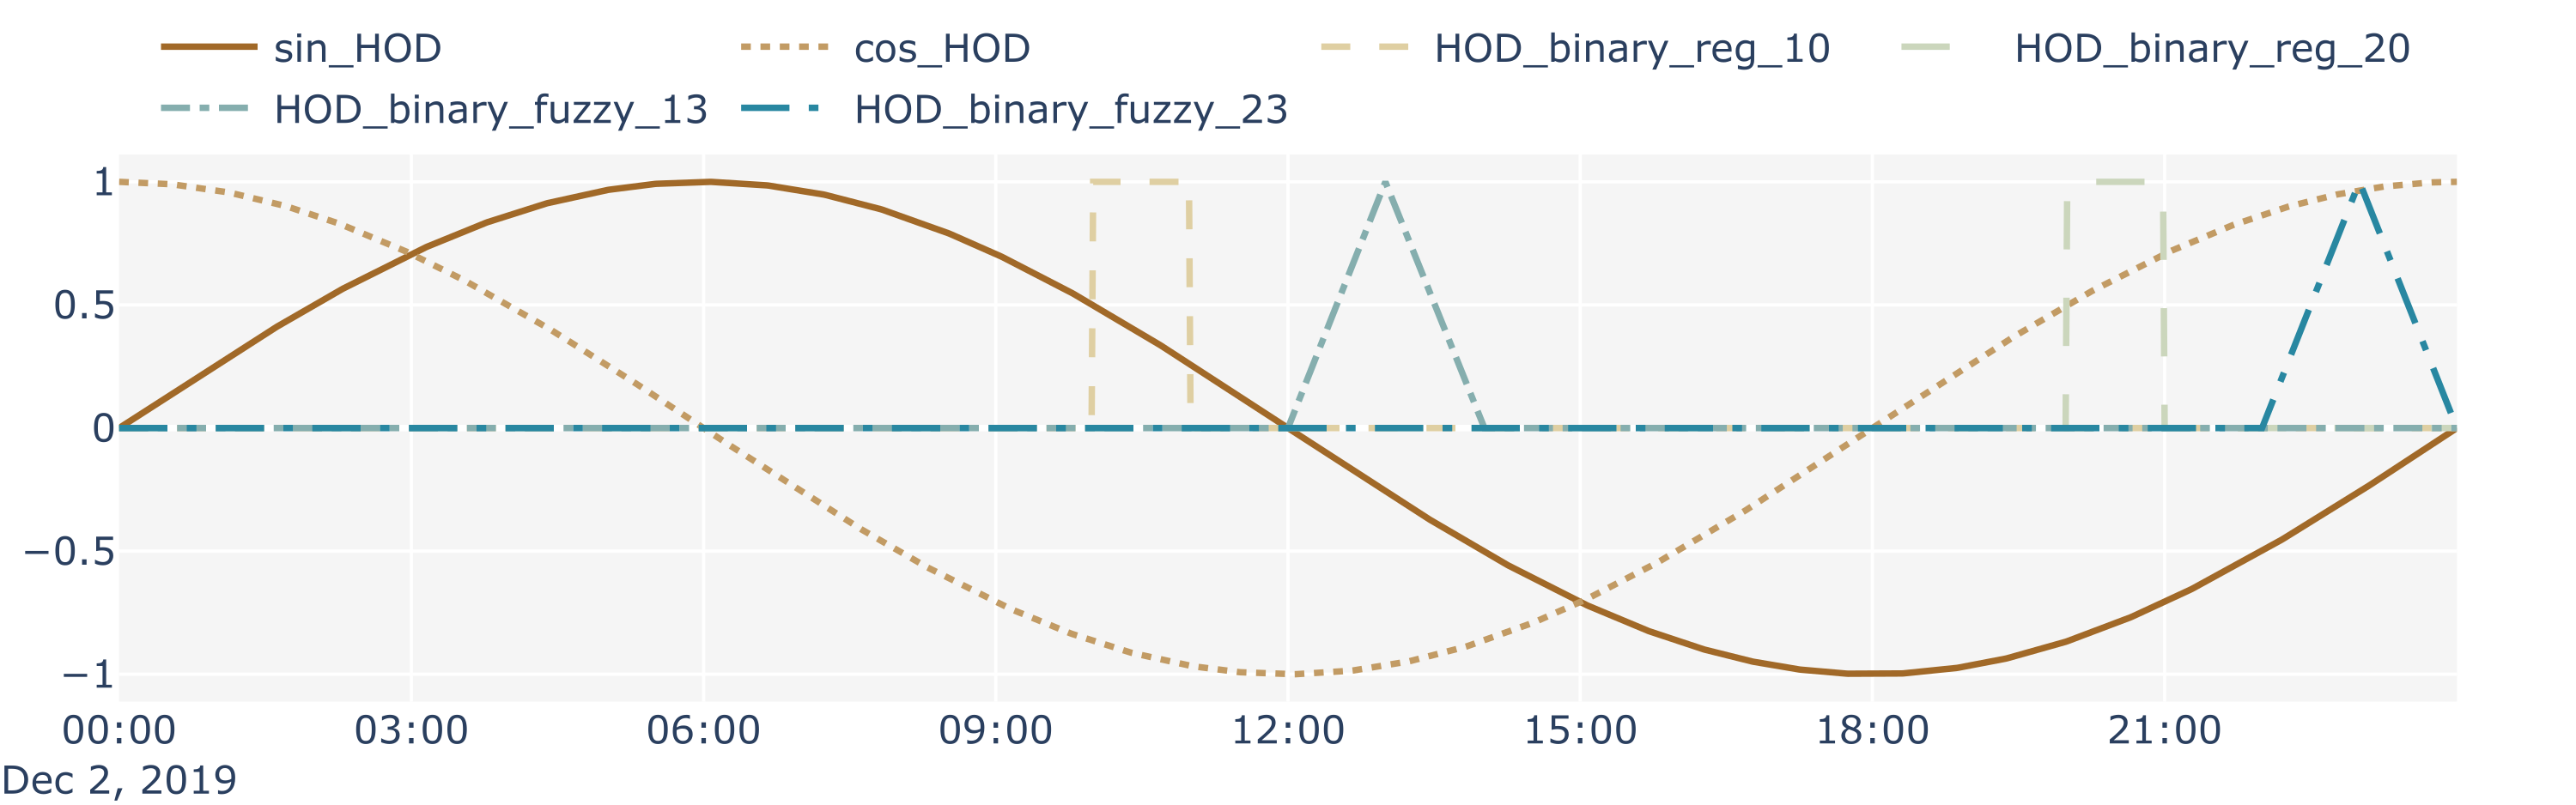 sin_HOD cos_HOD HOD_binary_reg_10 HOD_binary_reg_20
HOD_binary_fuzzy_13 HOD_binary_fuzzy_23
1
0.5
0
−0.5
−1
00:00 03:00 06:00 09:00 12:00 15:00 18:00 21:00
Dec 2, 2019